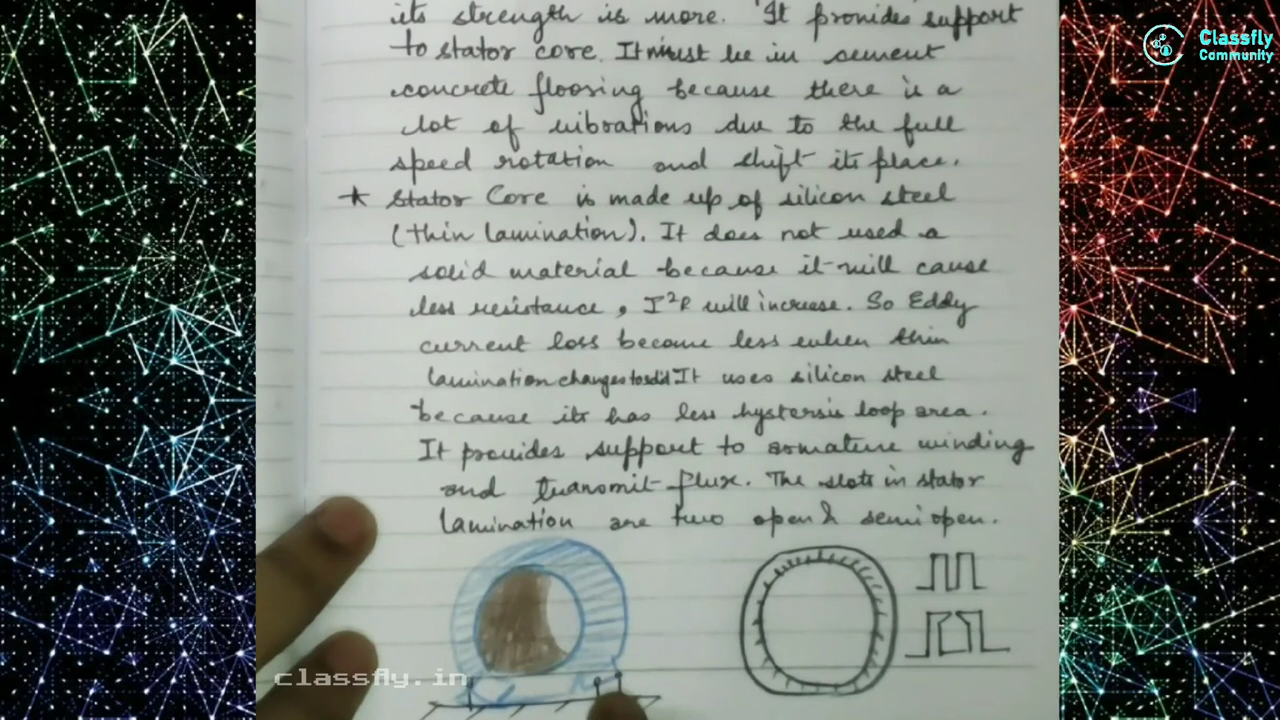 its strength is more. It provides support
to stator core. It must be in cement
concrete floosing because there is a
lot of vibrations due to the full
speed rotation and shift its place.
★ Stator Core is made up of silicon steel
(thin lamination). It does not used a
solid material because it will cause
less resistance, I²R will increase. So Eddy
current loss become less when thin
lamination changes to solid It uses silicon steel
because its has less hystersis loop area.
It provides support to armature winding
and transmit flux. The slots in stator
lamination are two open & semi open.
classfly.in
Classfly
Community